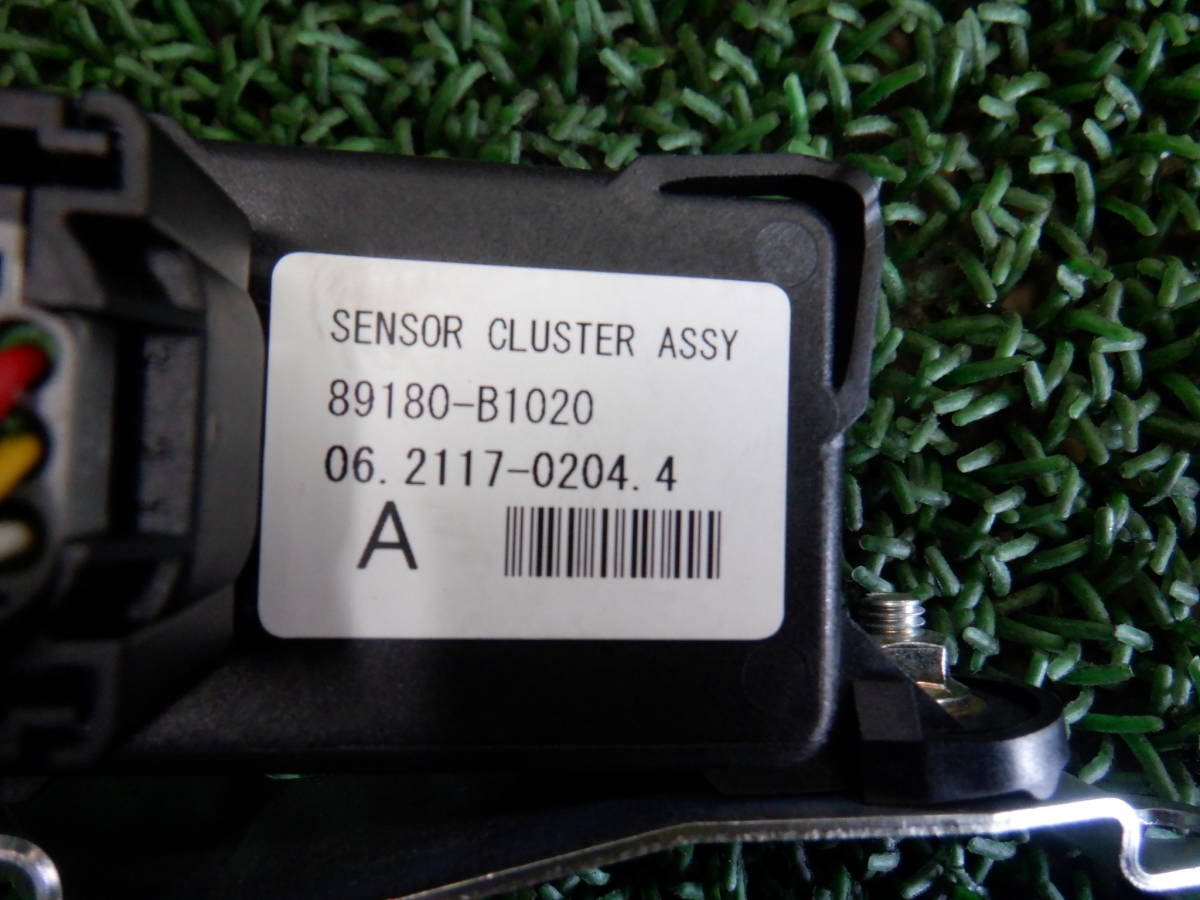 SENSOR CLUSTER ASSY
89180-B1020
06.2117-0204.4
A